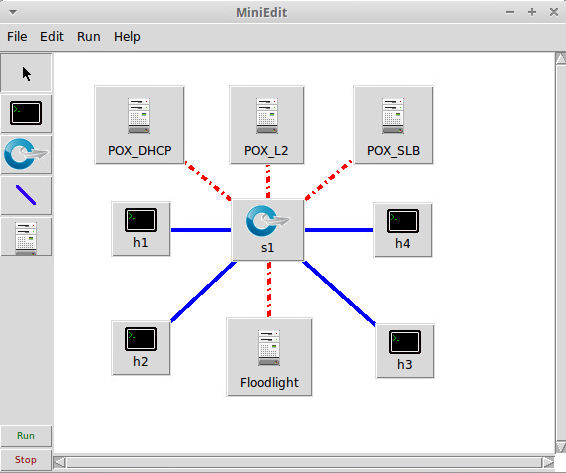 MiniEdit
File Edit Run Help
POX_DHCP POX_L2 POX_SLB
h1 s1 h4
h2 h3
Floodlight
Run
Stop